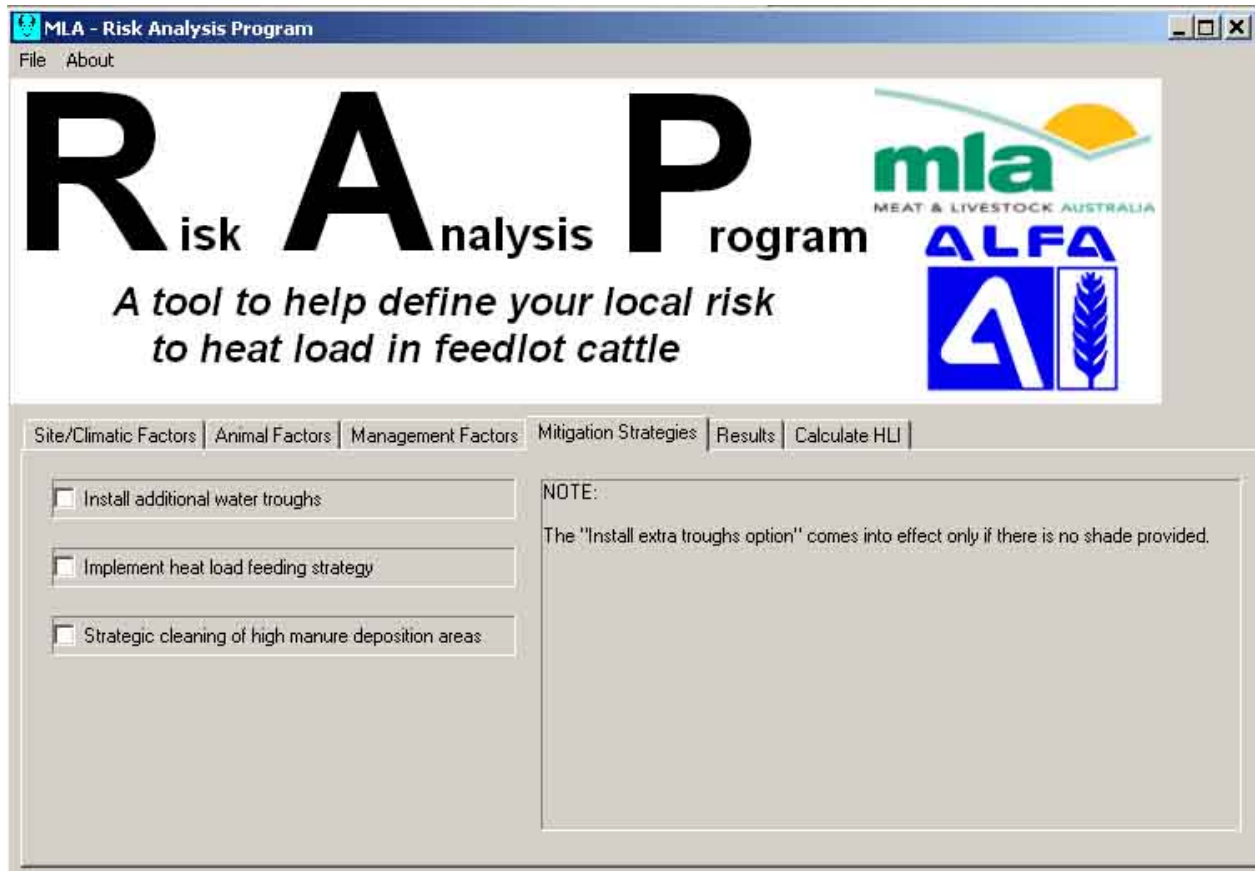 MLA - Risk Analysis Program
File About
Risk Analysis Program
A tool to help define your local risk
to heat load in feedlot cattle
mla
MEAT & LIVESTOCK AUSTRALIA
ALFA
Site/Climatic Factors Animal Factors Management Factors Mitigation Strategies Results Calculate HLI
Install additional water troughs
Implement heat load feeding strategy
Strategic cleaning of high manure deposition areas
NOTE:
The "Install extra troughs option" comes into effect only if there is no shade provided.